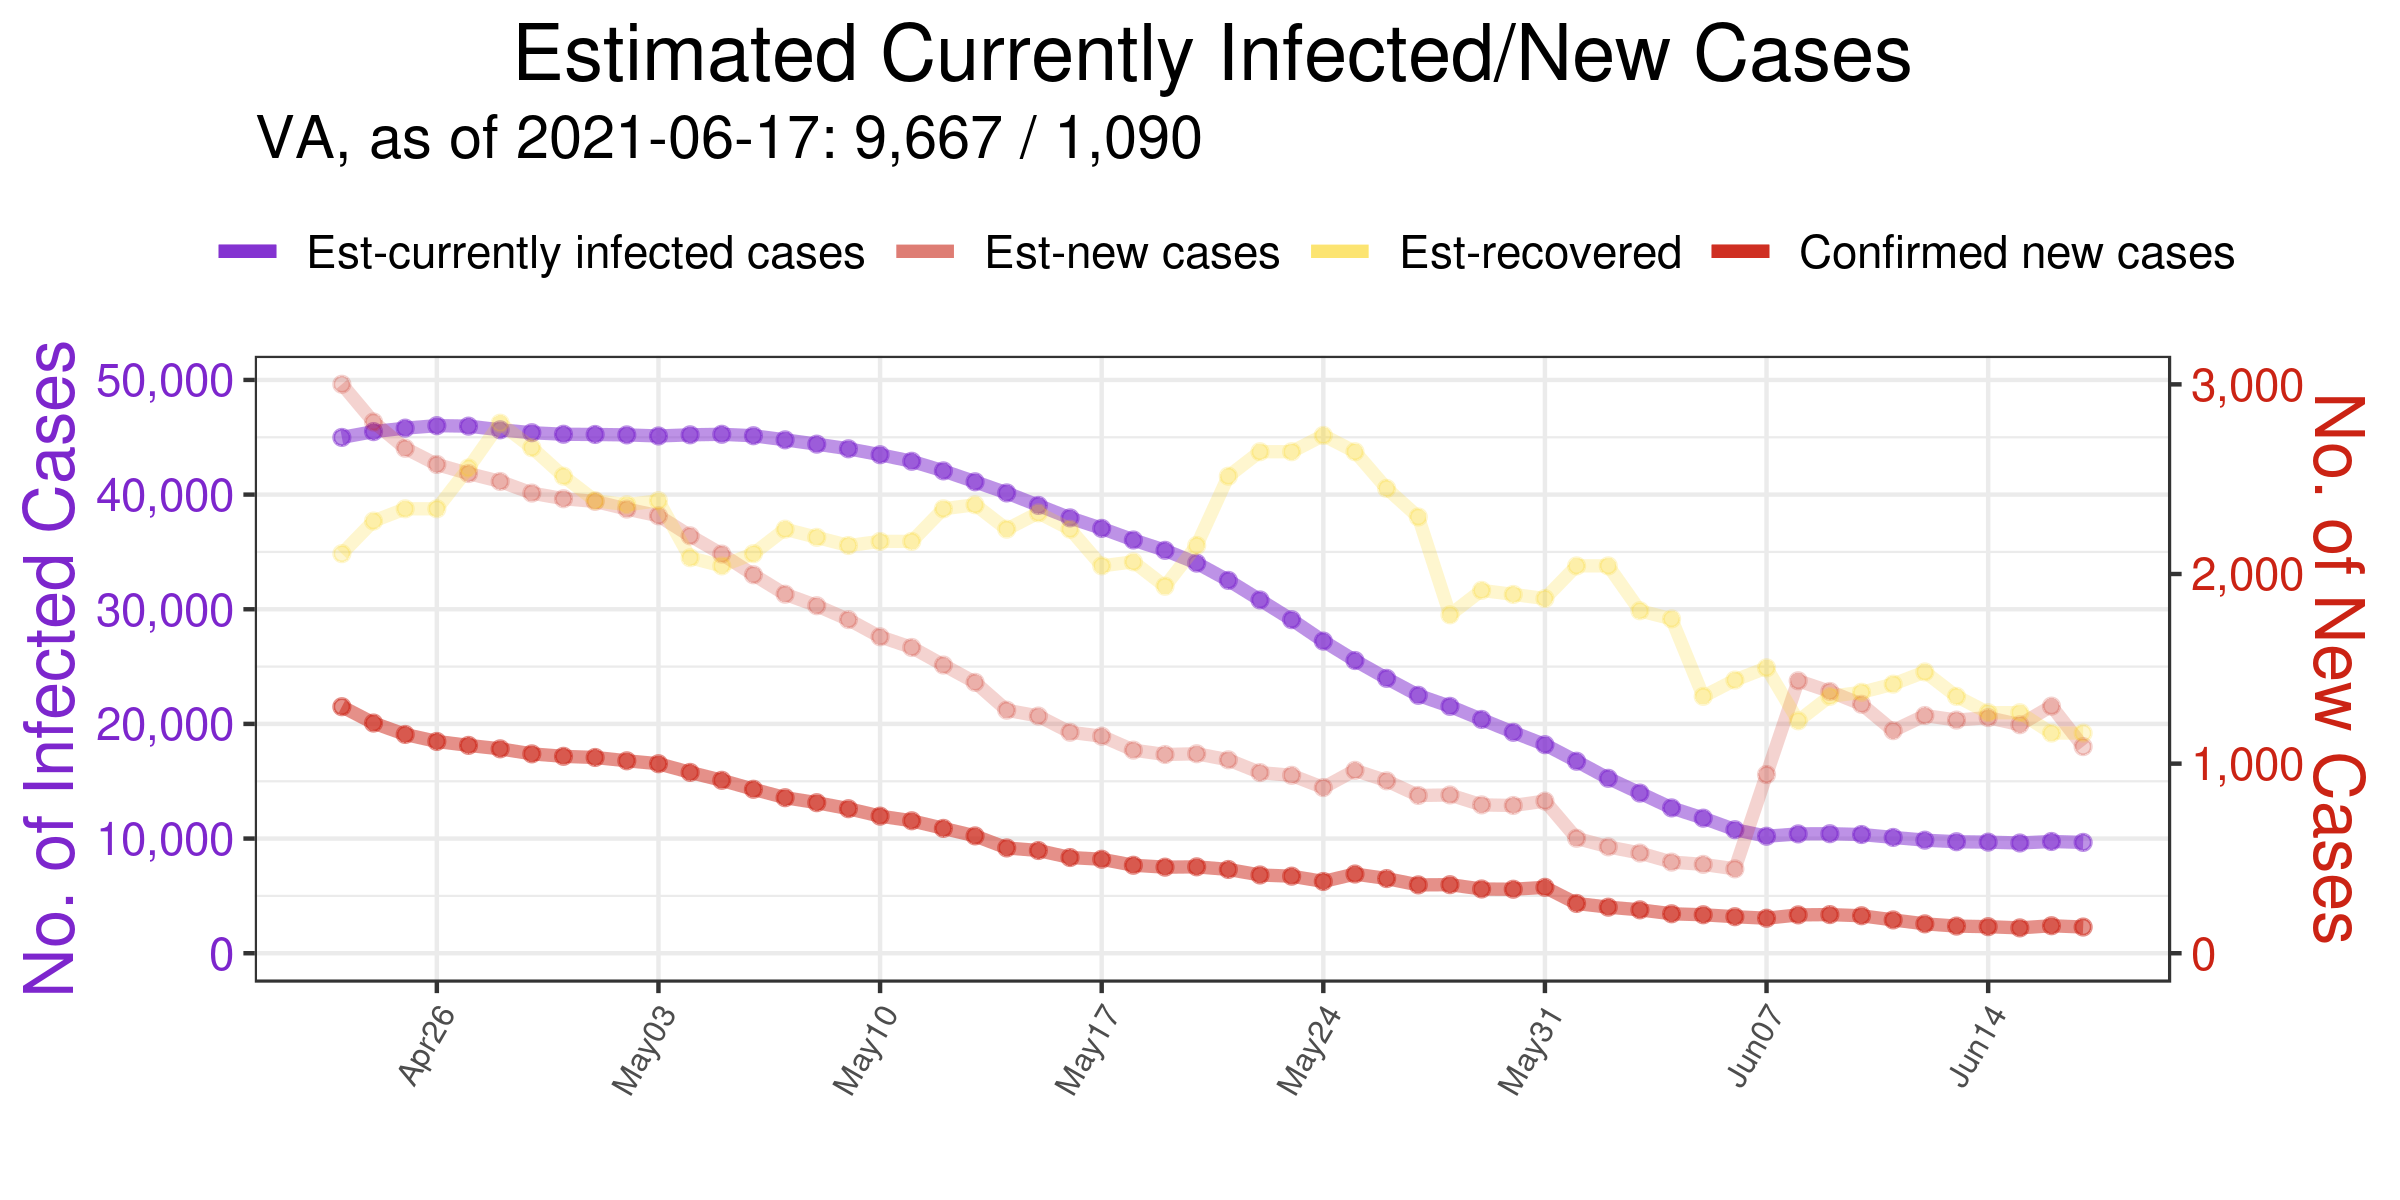 Estimated Currently Infected/New Cases
VA, as of 2021-06-17: 9,667 / 1,090
Est-currently infected cases
Est-new cases
Est-recovered
Confirmed new cases
No. of Infected Cases
50,000
40,000
30,000
20,000
10,000
0
3,000
2,000
1,000
0
No. of New Cases
Apr26
May03
May10
May17
May24
May31
Jun07
Jun14